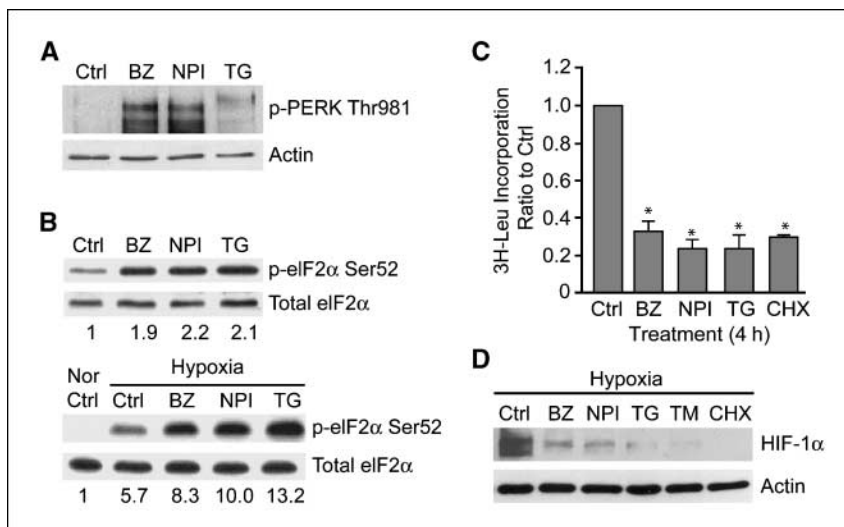 A
Ctrl BZ NPI TG
p-PERK Thr981
Actin
B
Ctrl BZ NPI TG
p-eIF2α Ser52
Total eIF2α
1 1.9 2.2 2.1
Hypoxia
Nor Ctrl Ctrl BZ NPI TG
p-eIF2α Ser52
Total eIF2α
1 5.7 8.3 10.0 13.2
C
3H-Leu Incorporation
Ratio to Ctrl
1.0
0.8
0.6
0.4
0.2
0
* * * *
Ctrl BZ NPI TG CHX
Treatment (4 h)
D
Hypoxia
Ctrl BZ NPI TG TM CHX
HIF-1α
Actin